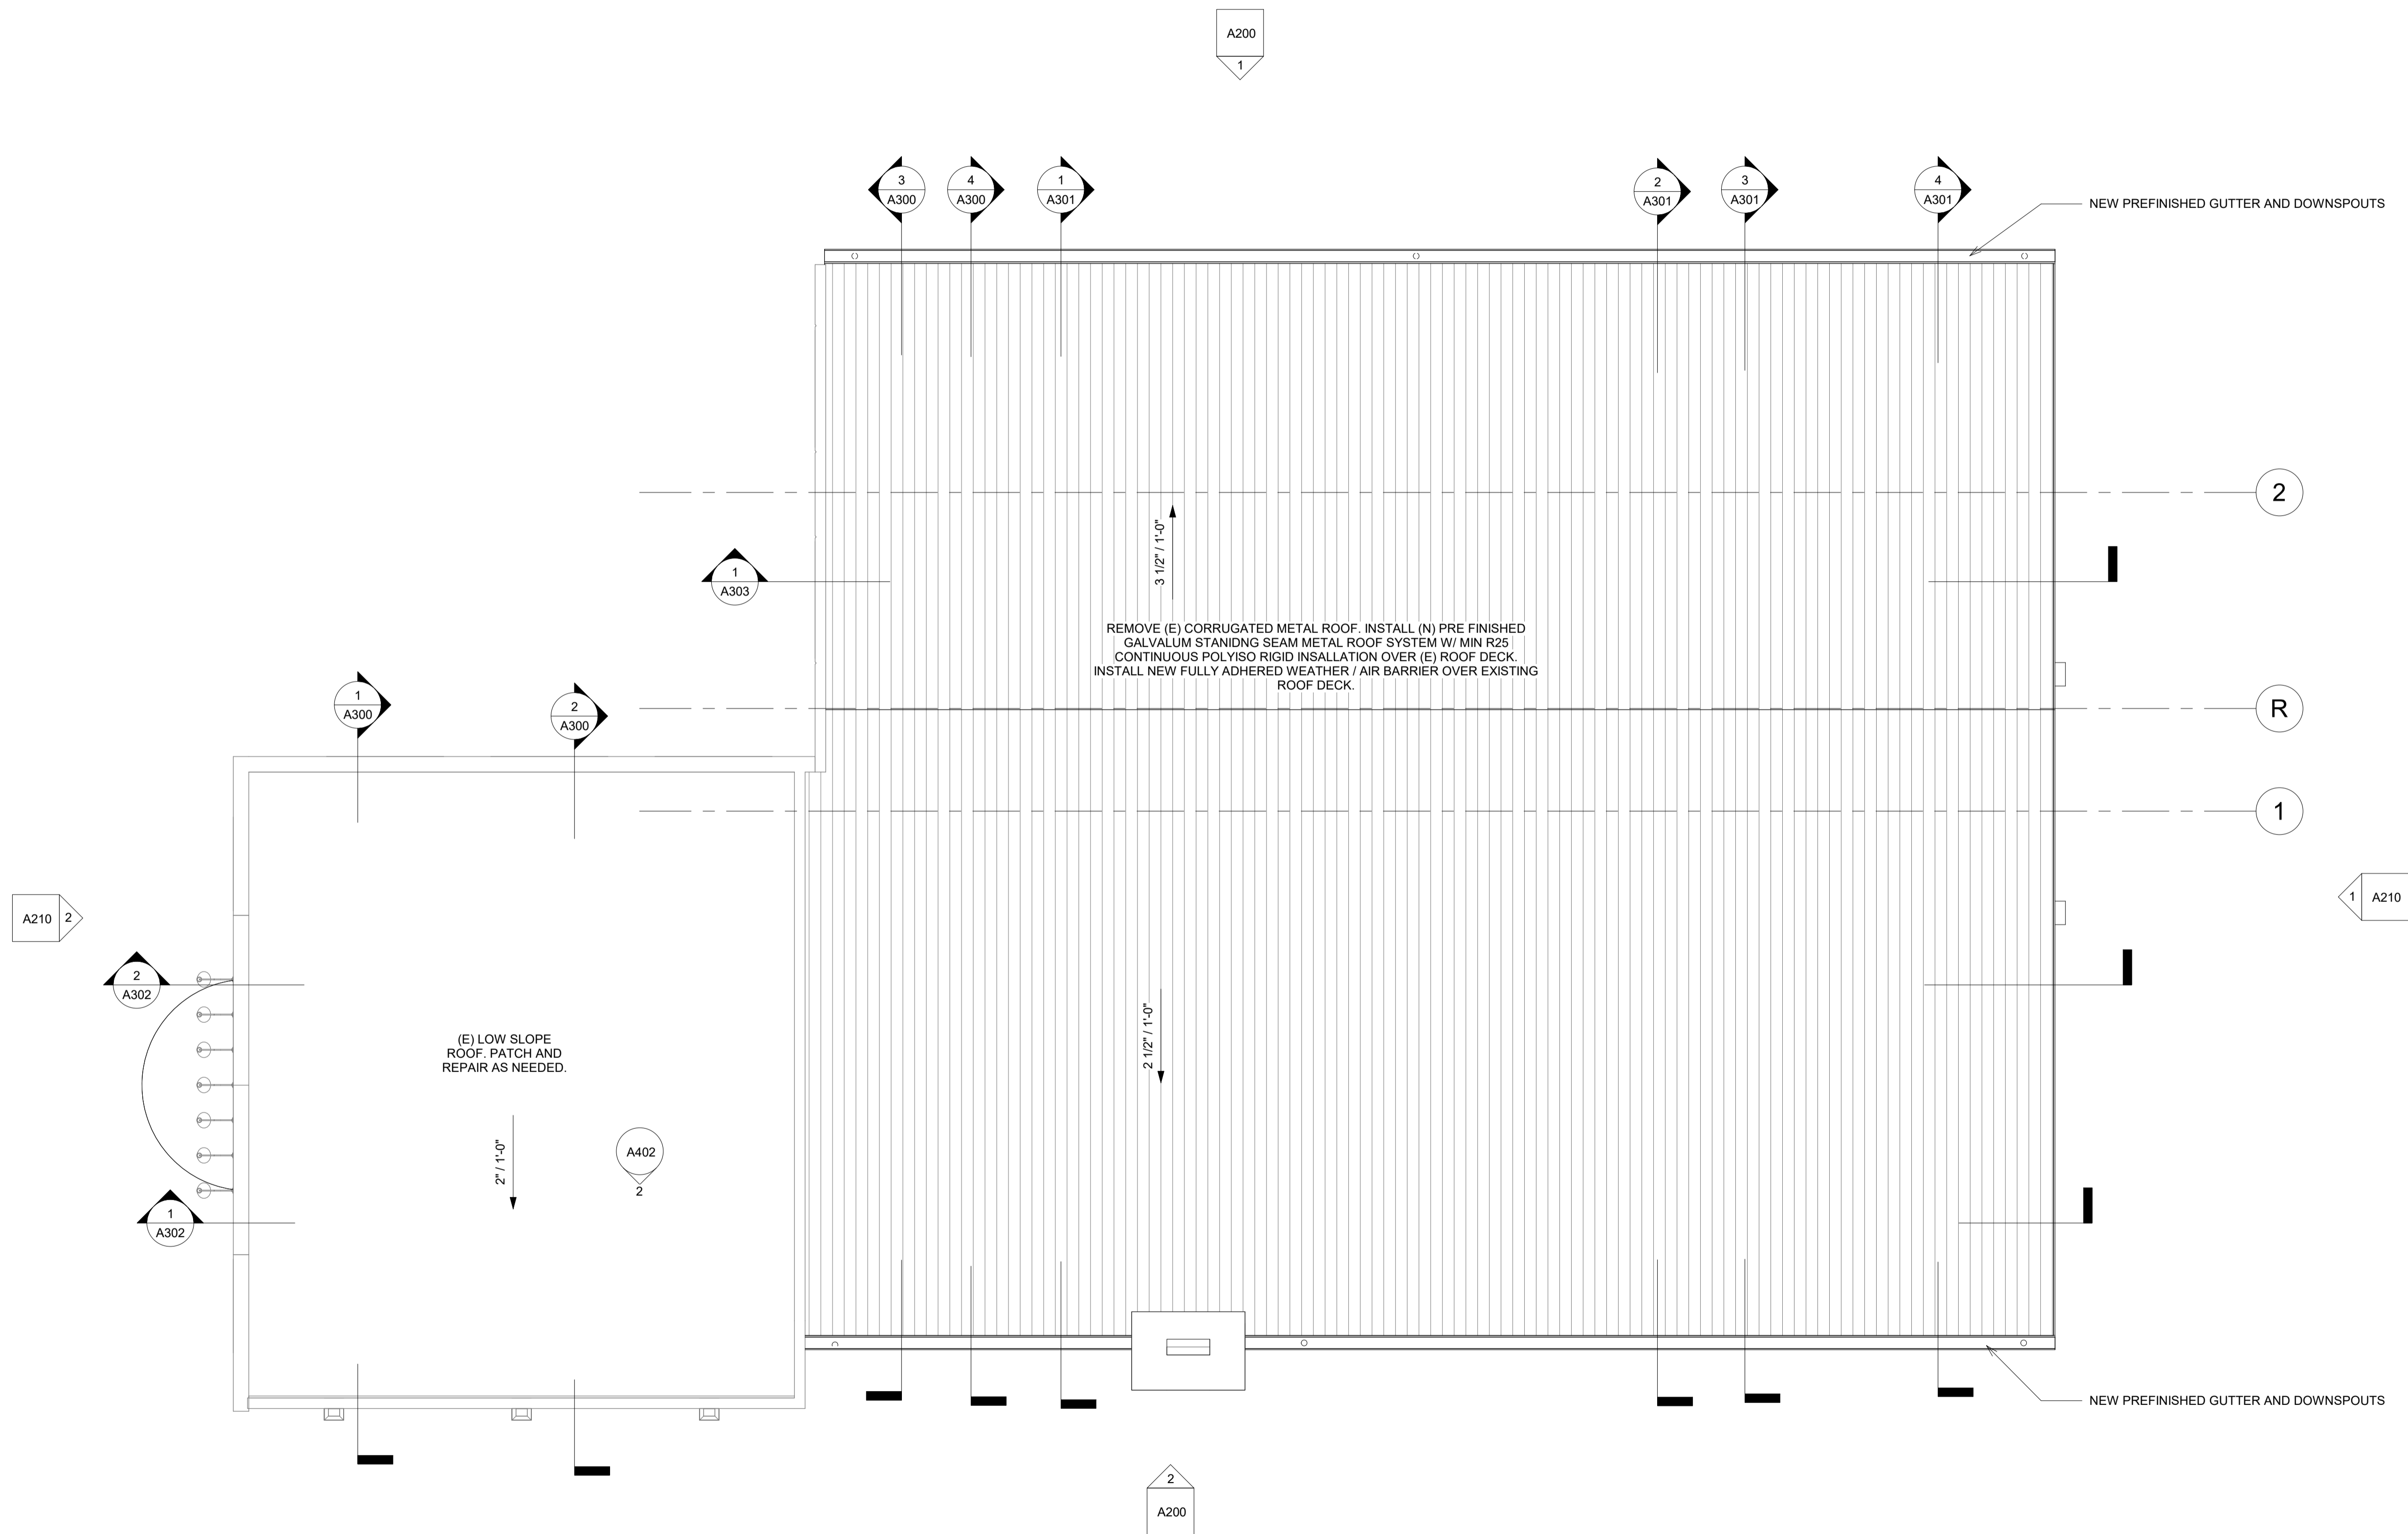 A200
1
3
A300
4
A300
1
A301
2
A301
3
A301
4
A301
NEW PREFINISHED GUTTER AND DOWNSPOUTS
2
3 1/2" / 1'-0"
1
A303
REMOVE (E) CORRUGATED METAL ROOF. INSTALL (N) PRE FINISHED
GALVALUM STANIDNG SEAM METAL ROOF SYSTEM W/ MIN R25
CONTINUOUS POLYISO RIGID INSALLATION OVER (E) ROOF DECK.
INSTALL NEW FULLY ADHERED WEATHER / AIR BARRIER OVER EXISTING
ROOF DECK.
1
A300
2
A300
R
1
A210
2
1
A210
2
A302
(E) LOW SLOPE
ROOF. PATCH AND
REPAIR AS NEEDED.
2 1/2" / 1'-0"
2" / 1'-0"
A402
2
1
A302
NEW PREFINISHED GUTTER AND DOWNSPOUTS
2
A200